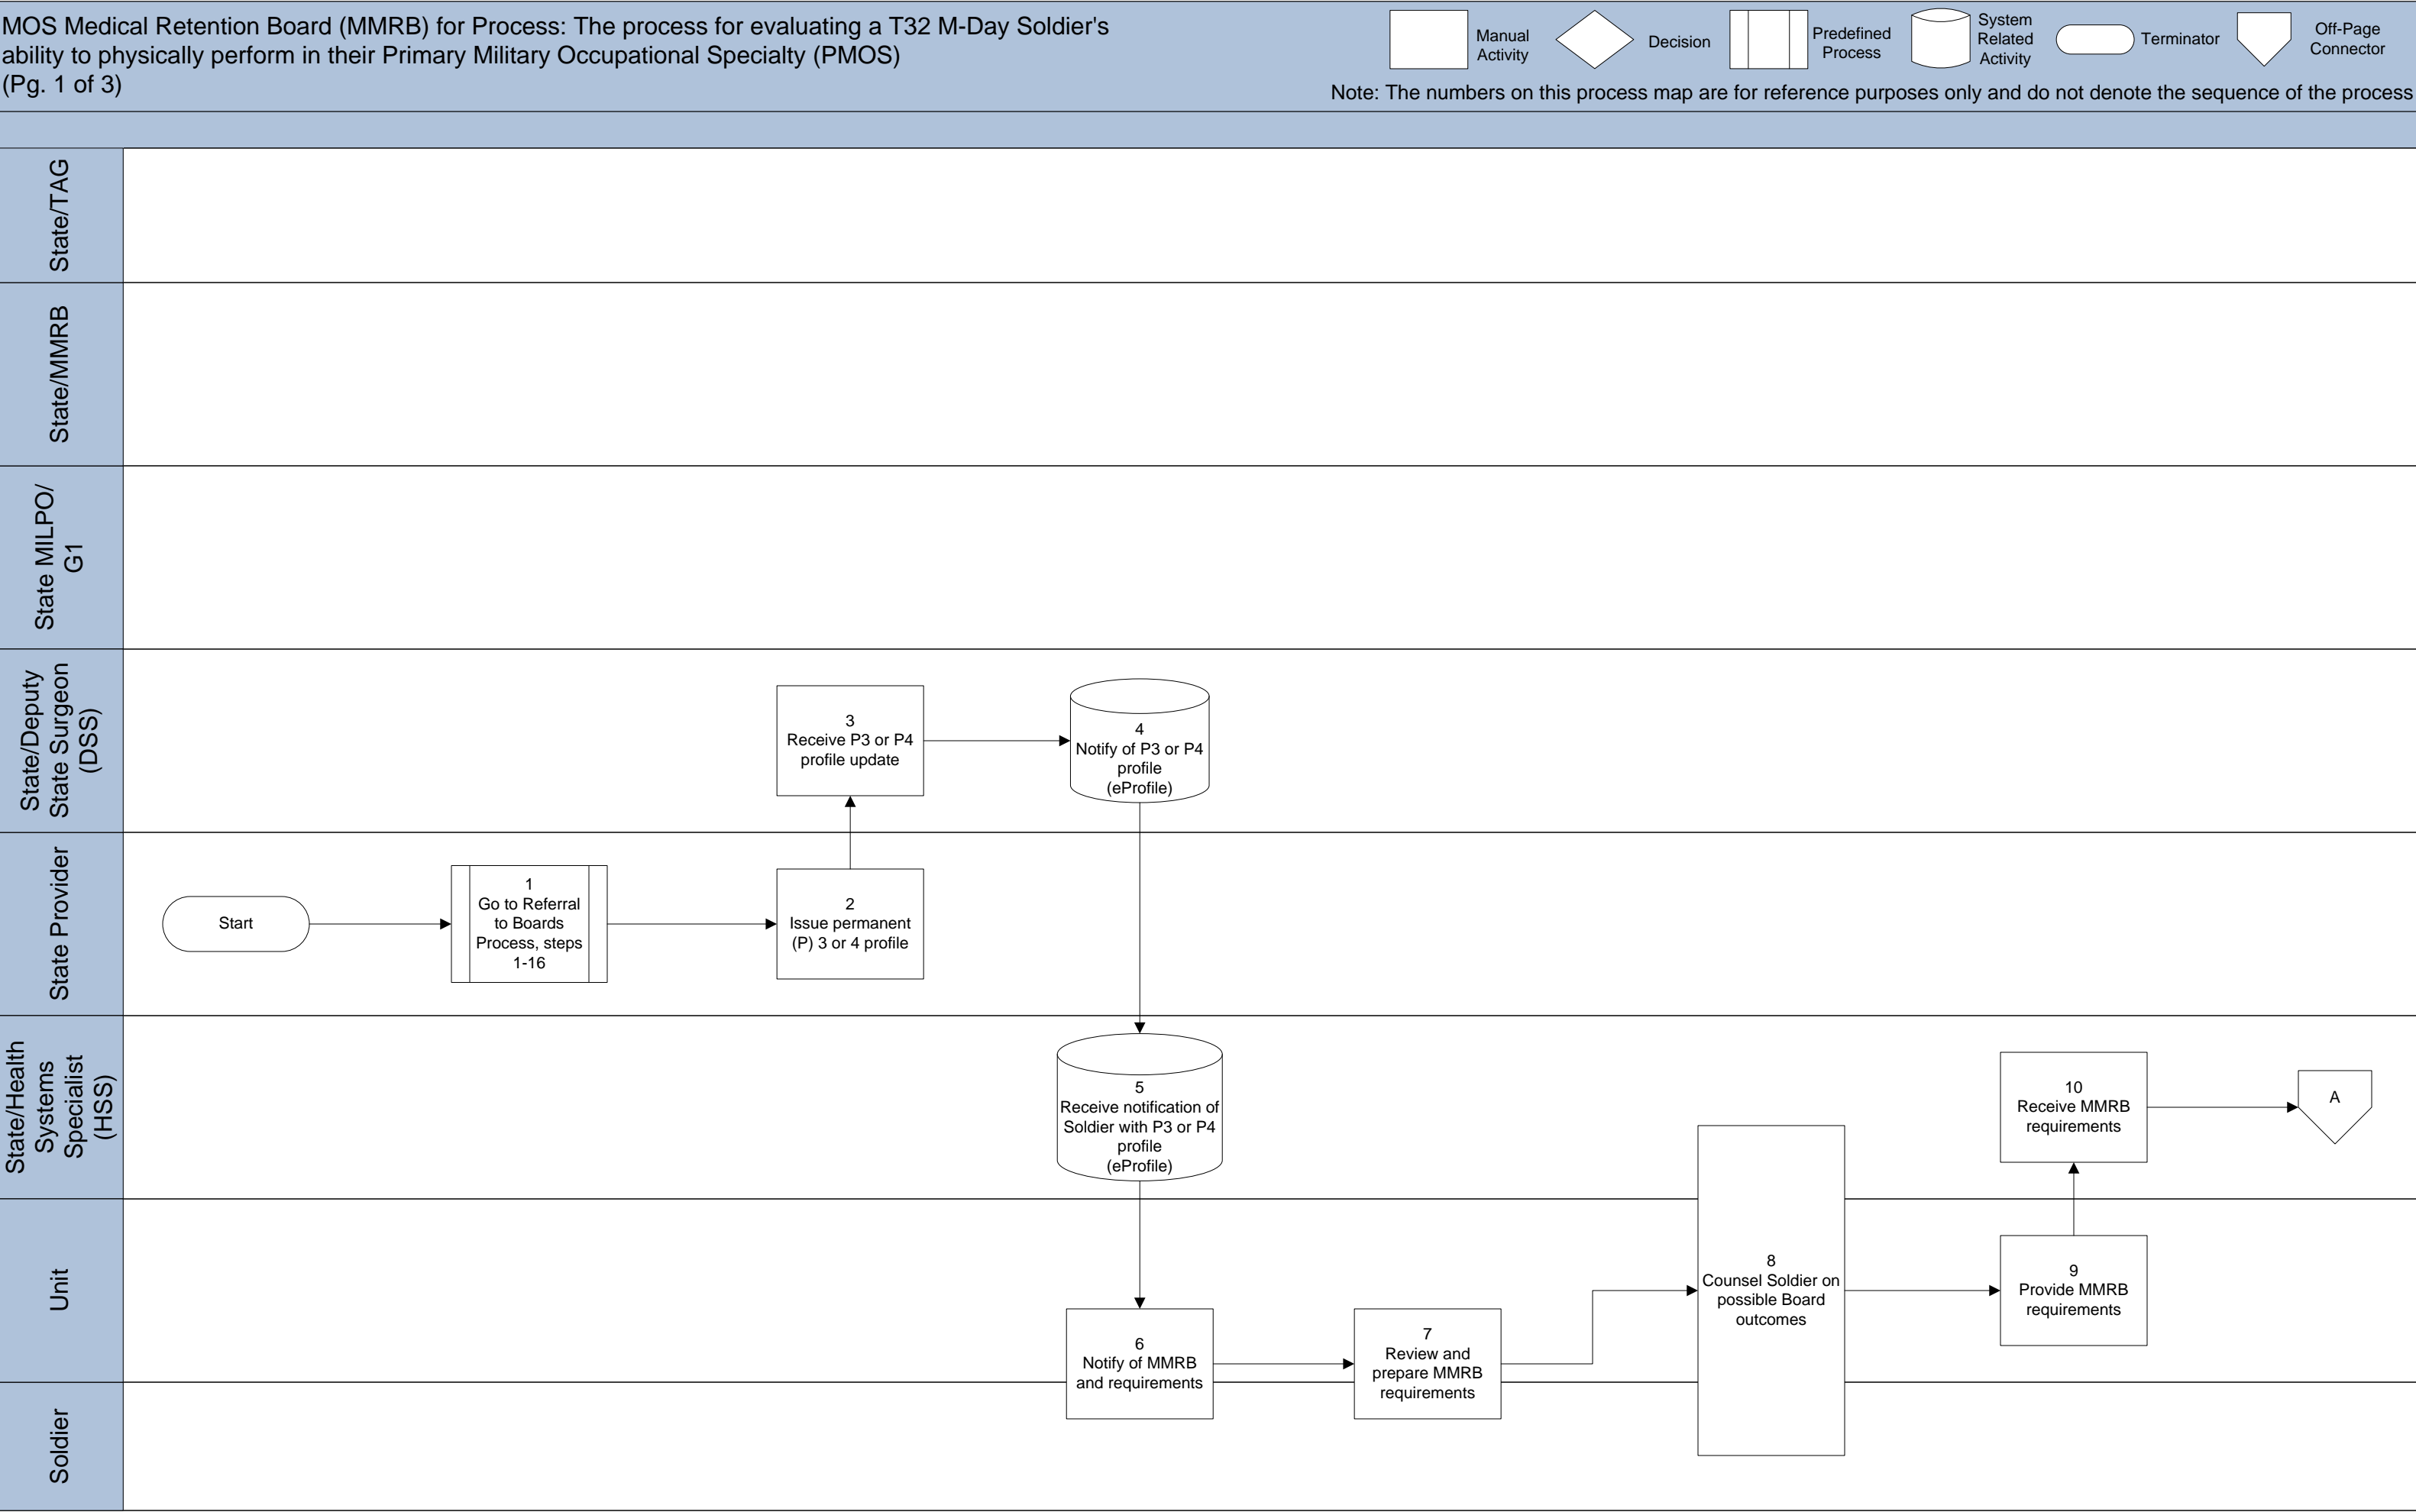 MOS Medical Retention Board (MMRB) for Process: The process for evaluating a T32 M-Day Soldier's
ability to physically perform in their Primary Military Occupational Specialty (PMOS)
(Pg. 1 of 3)
Manual
Activity
Decision
Predefined
Process
System
Related
Activity
Terminator
Off-Page
Connector
Note: The numbers on this process map are for reference purposes only and do not denote the sequence of the process
State/TAG
State/MMRB
State MILPO/
G1
State/Deputy
State Surgeon
(DSS)
3
Receive P3 or P4
profile update
4
Notify of P3 or P4
profile
(eProfile)
State Provider
Start
1
Go to Referral
to Boards
Process, steps
1-16
2
Issue permanent
(P) 3 or 4 profile
State/Health
Systems
Specialist
(HSS)
5
Receive notification of
Soldier with P3 or P4
profile
(eProfile)
10
Receive MMRB
requirements
A
Unit
6
Notify of MMRB
and requirements
7
Review and
prepare MMRB
requirements
8
Counsel Soldier on
possible Board
outcomes
9
Provide MMRB
requirements
Soldier